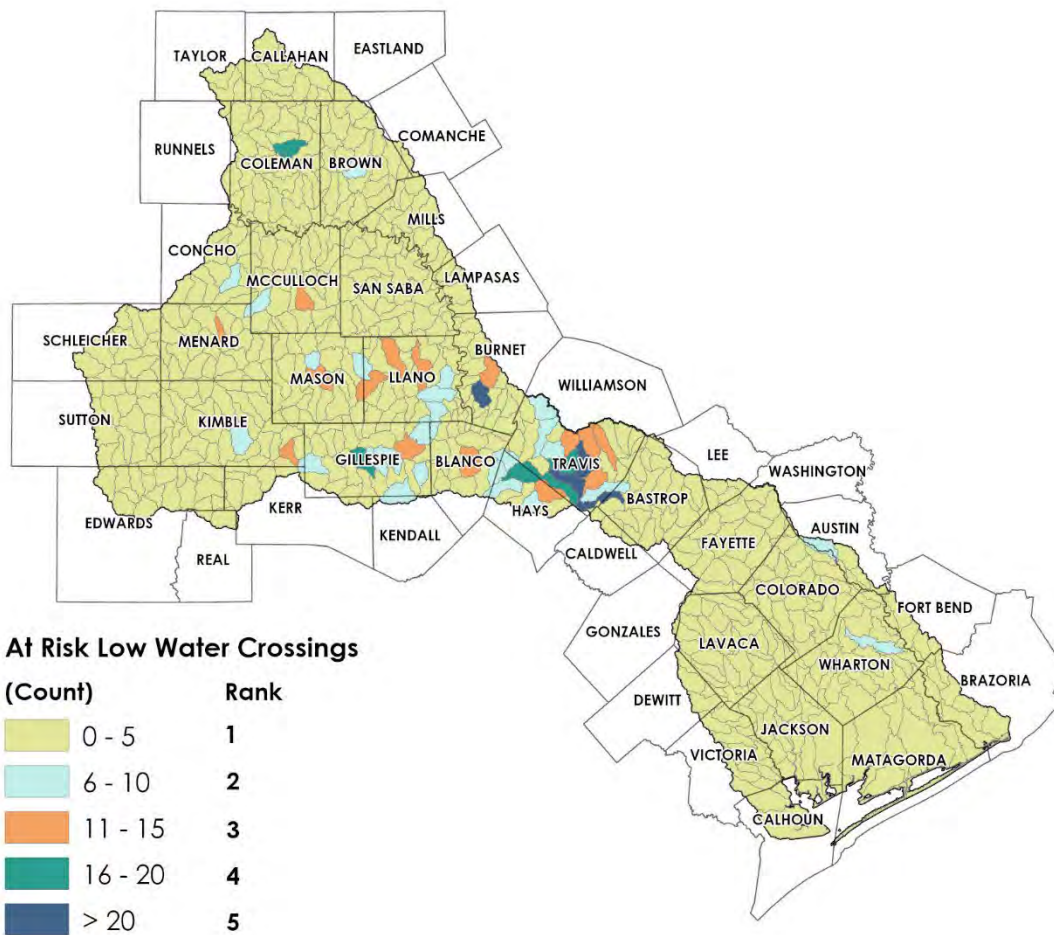 TAYLOR
CALLAHAN
EASTLAND
RUNNELS
COLEMAN
BROWN
COMANCHE
MILLS
CONCHO
MCCULLOCH
SAN SABA
LAMPASAS
SCHLEICHER
MENARD
BURNET
MASON
LLANO
WILLIAMSON
SUTTON
KIMBLE
GILLESPIE
BLANCO
TRAVIS
LEE
WASHINGTON
EDWARDS
KERR
HAYS
BASTROP
REAL
KENDALL
CALDWELL
FAYETTE
AUSTIN
COLORADO
FORT BEND
GONZALES
LAVACA
WHARTON
BRAZORIA
DEWITT
JACKSON
VICTORIA
MATAGORDA
CALHOUN
At Risk Low Water Crossings
(Count) Rank
0 - 5 1
6 - 10 2
11 - 15 3
16 - 20 4
> 20 5